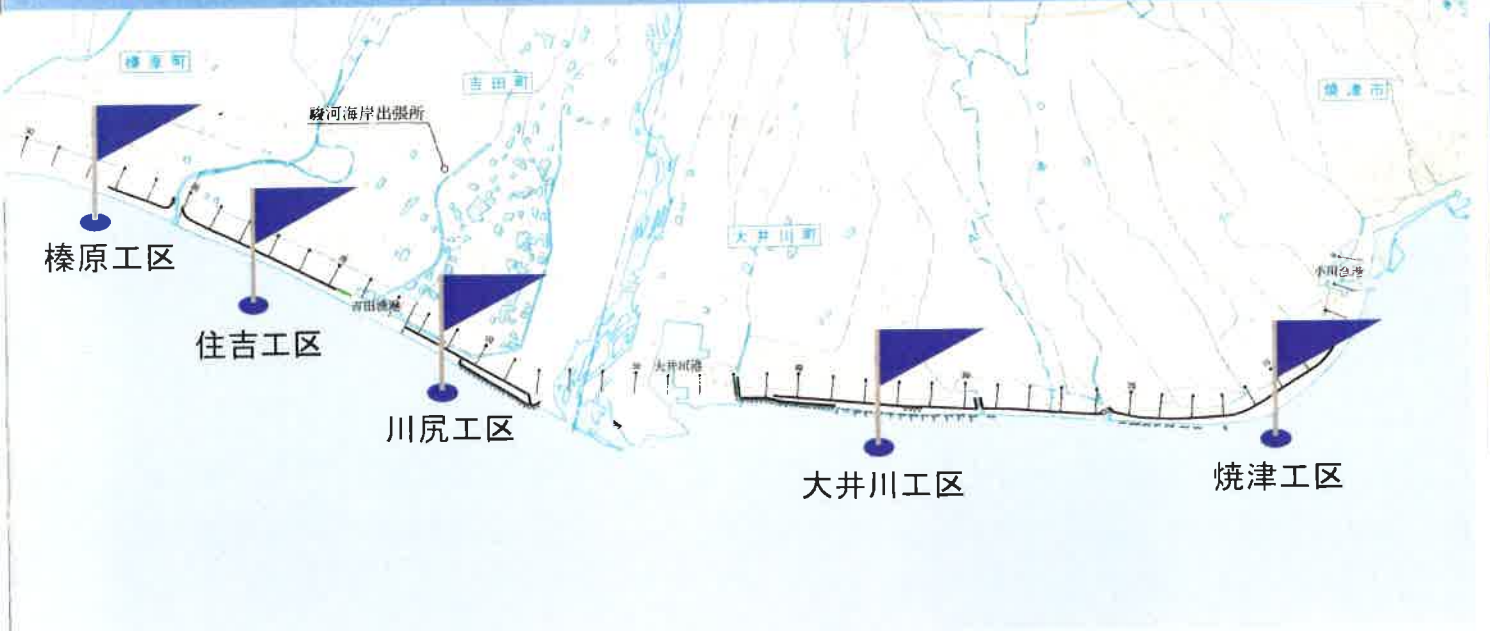 榛原町
吉田町
焼津市
駿河海岸出張所
大井川町
榛原工区
小川漁港
吉田漁港
住吉工区
大井川港
川尻工区
大井川工区
焼津工区